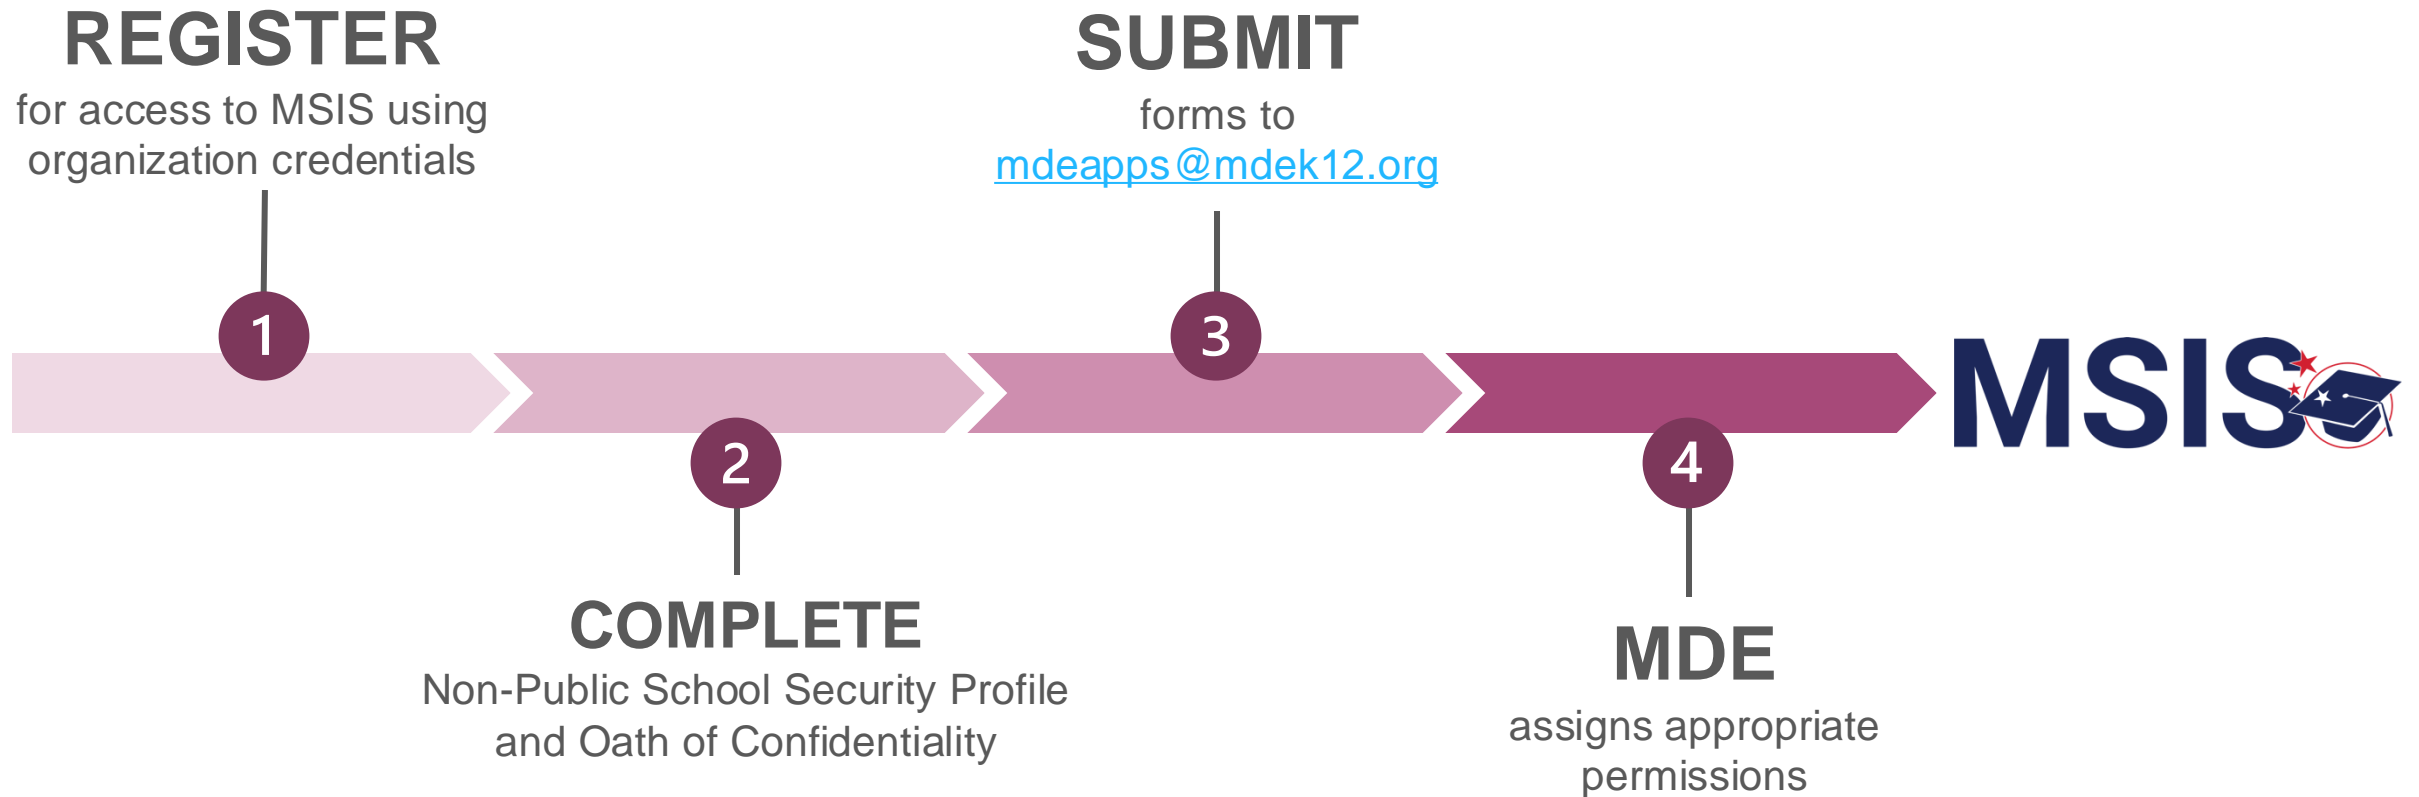 REGISTER
for access to MSIS using
organization credentials
1
2
COMPLETE
Non-Public School Security Profile
and Oath of Confidentiality
SUBMIT
forms to
mdeapps@mdek12.org
3
4
MDE
assigns appropriate
permissions
MSIS